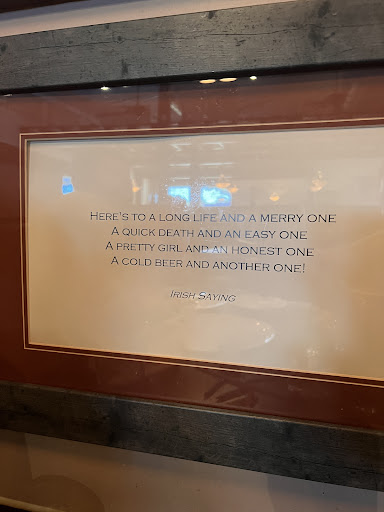 HERE'S TO A LONG LIFE AND A MERRY ONE
A QUICK DEATH AND AN EASY ONE
A PRETTY GIRL AND AN HONEST ONE
A COLD BEER AND ANOTHER ONE!
IRISH SAYING